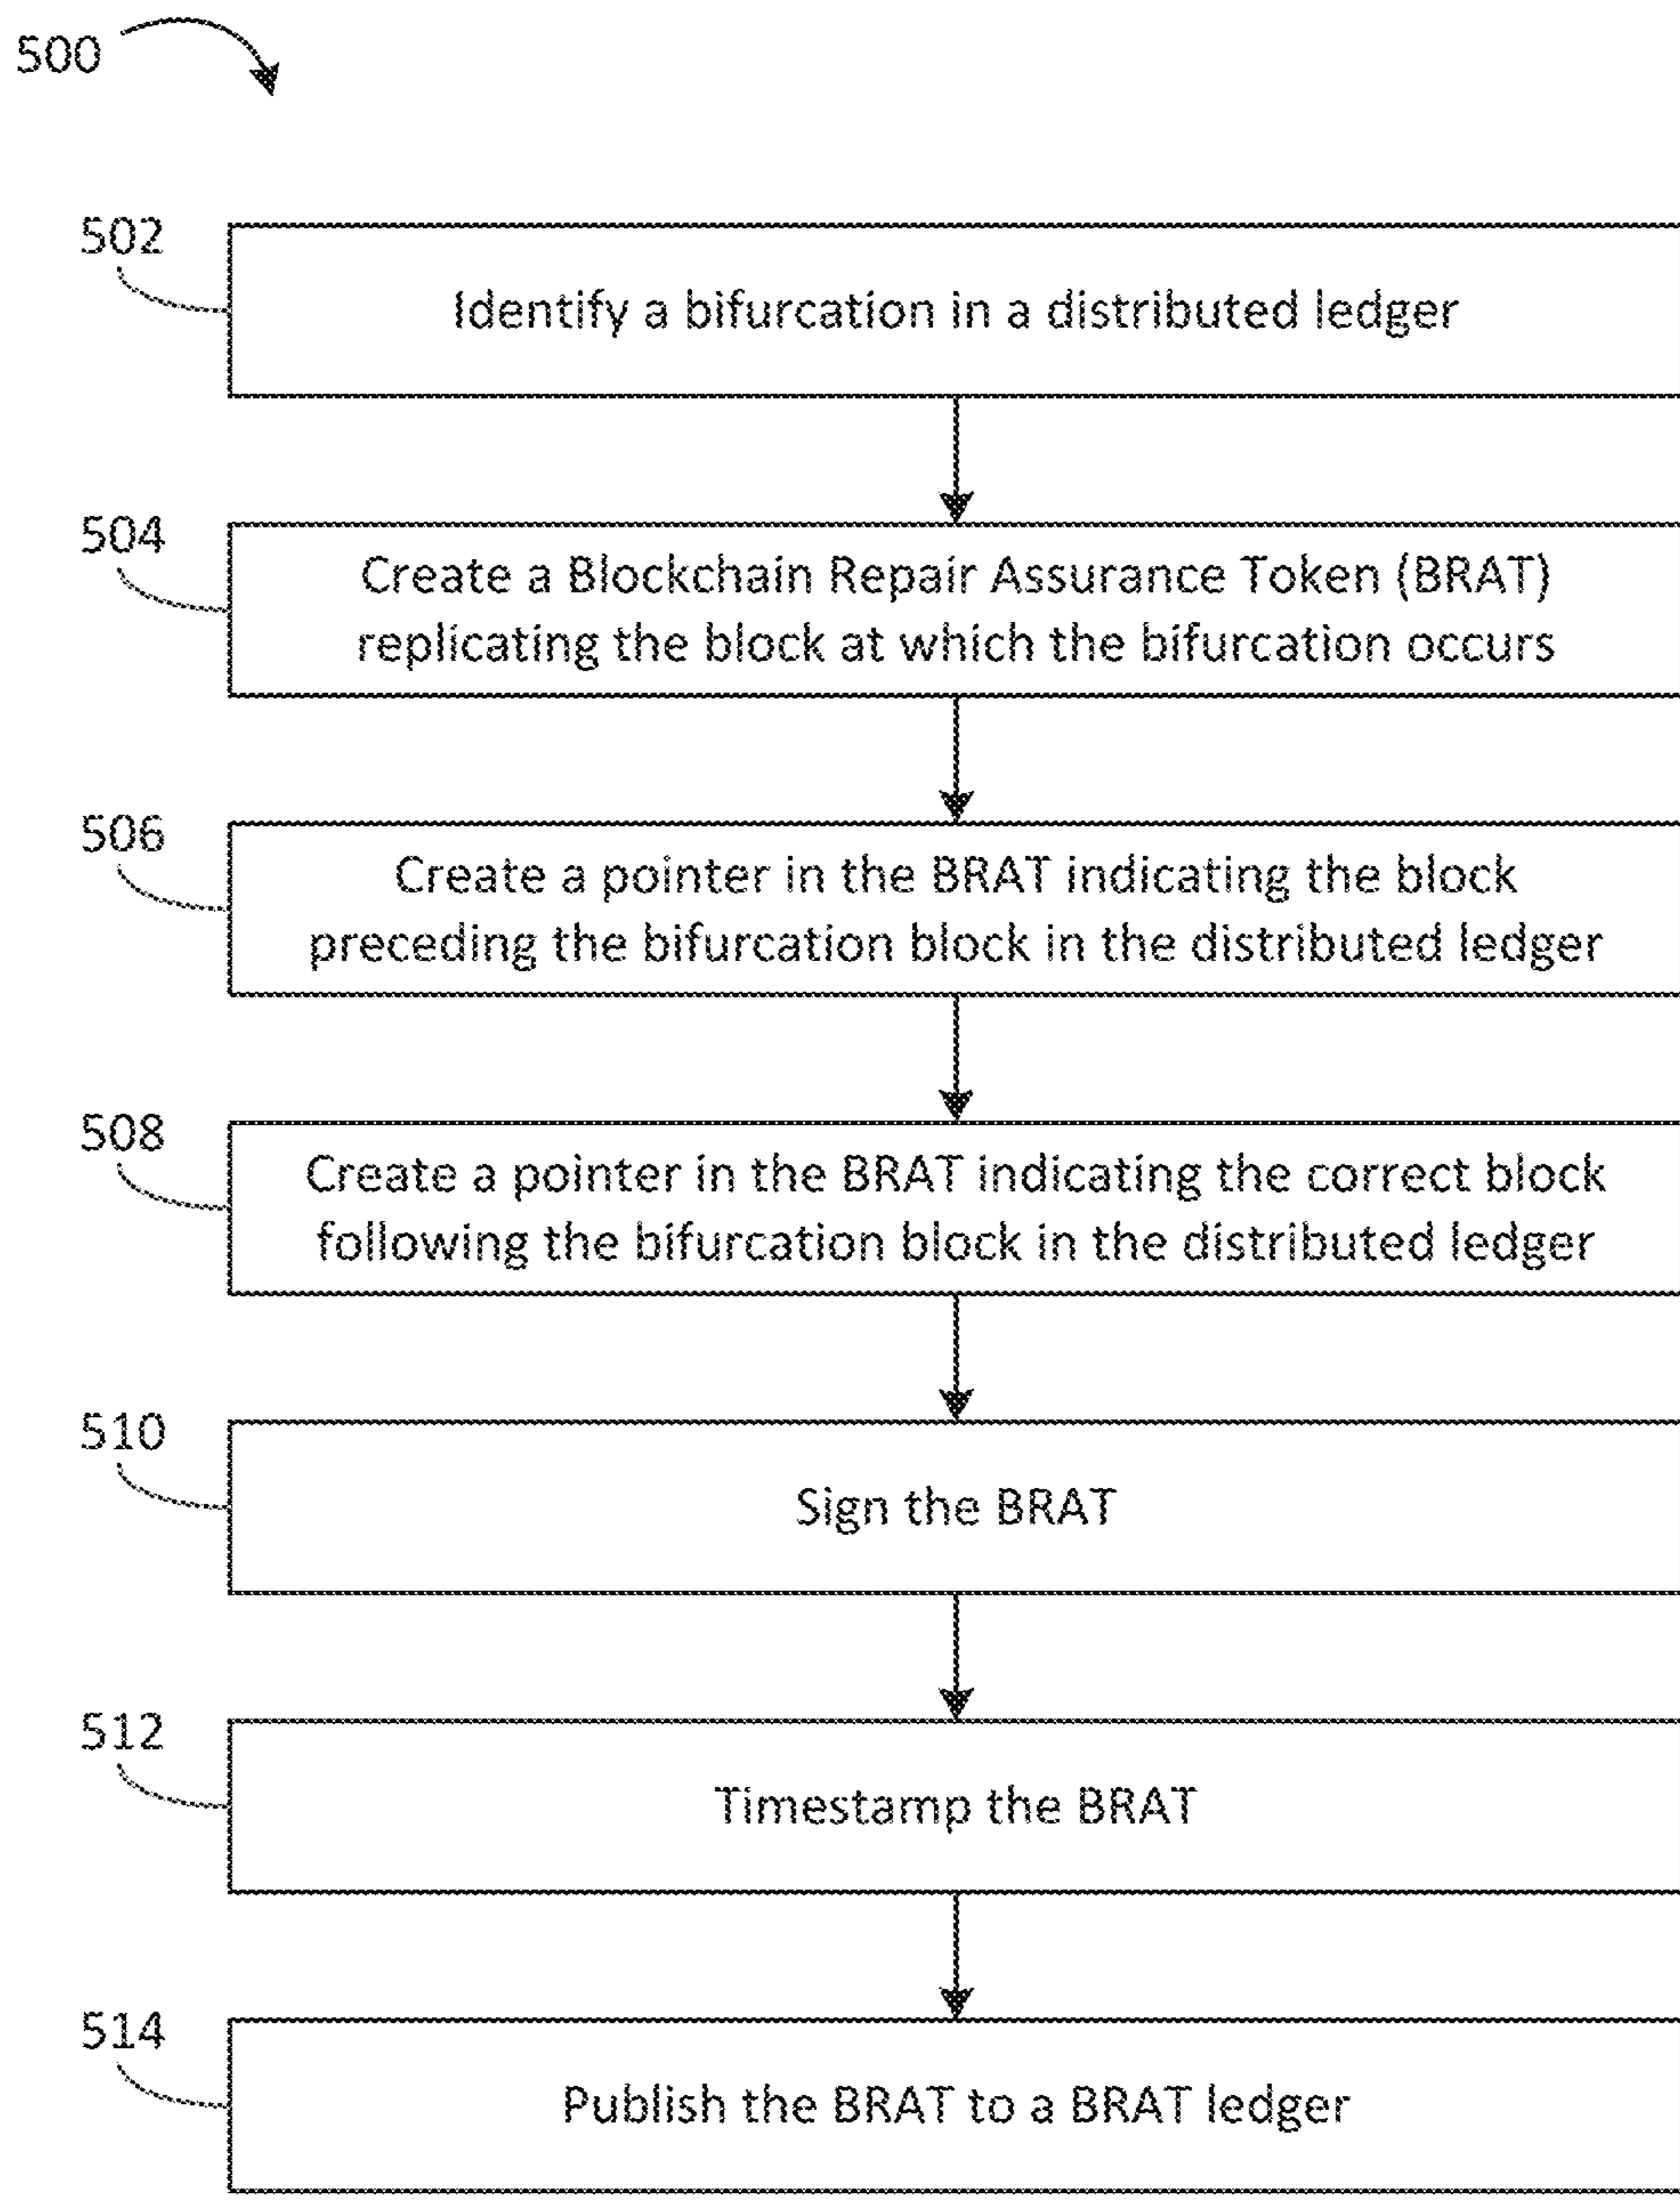 500
502
Identify a bifurcation in a distributed ledger
504
Create a Blockchain Repair Assurance Token (BRAT)
replicating the block at which the bifurcation occurs
506
Create a pointer in the BRAT indicating the block
preceding the bifurcation block in the distributed ledger
508
Create a pointer in the BRAT indicating the correct block
following the bifurcation block in the distributed ledger
510
Sign the BRAT
512
Timestamp the BRAT
514
Publish the BRAT to a BRAT ledger